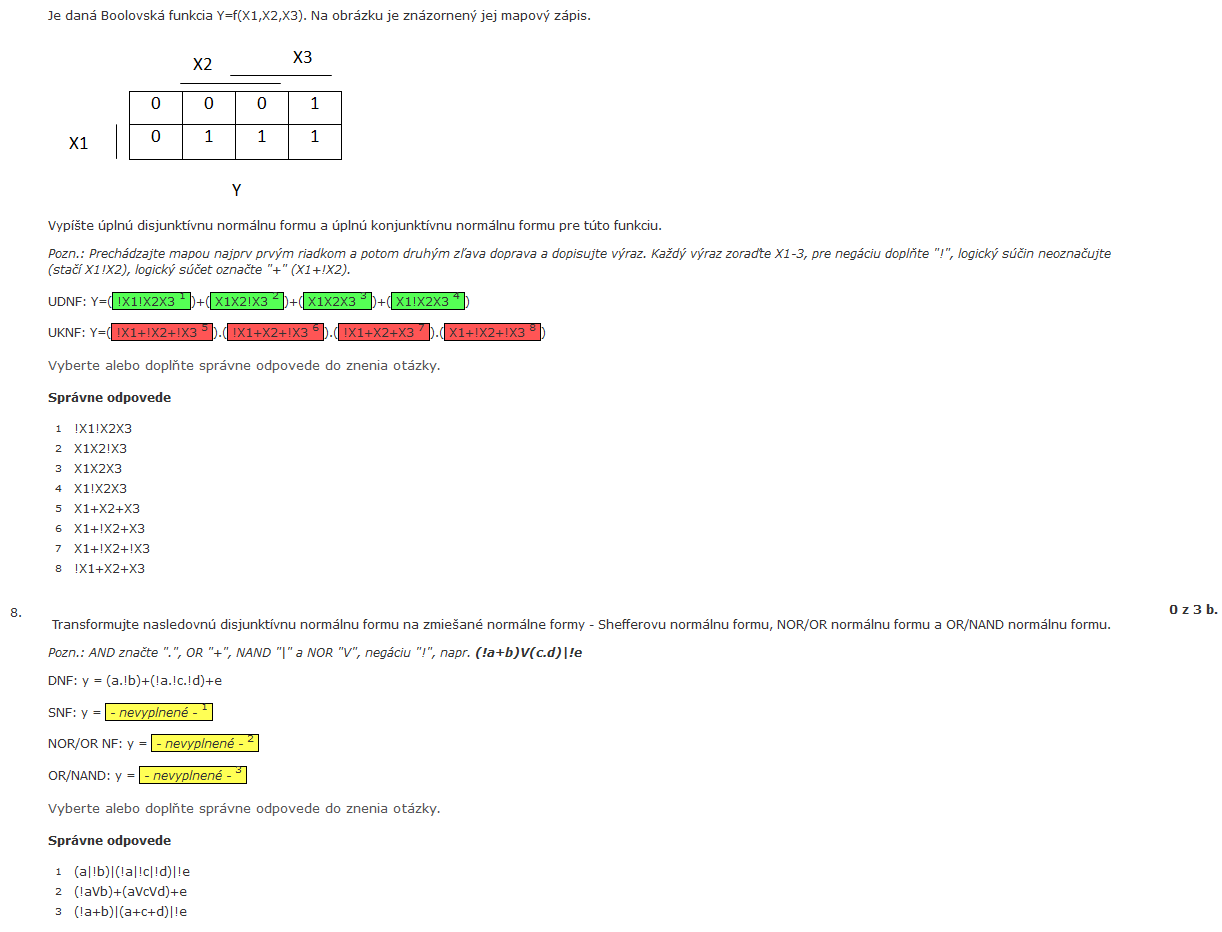 Je daná Boolovská funkcia Y=f(X1,X2,X3). Na obrázku je znázornený jej mapový zápis.
X2 X3
0 0 0 1
X1 0 1 1 1
Y
Vypíšte úplnú disjunktívnu normálnu formu a úplnú konjunktívnu normálnu formu pre túto funkciu.
Pozn.: Prechádzajte mapou najprv prvým riadkom a potom druhým zľava doprava a dopisujte výraz. Každý výraz zoraďte X1-3, pre negáciu doplňte "!", logický súčin neoznačujte
(stačí X1!X2), logický súčet označte "+" (X1+!X2).
UDNF: Y=( !X1!X2X3 1 )+( X1X2!X3 2 )+( X1X2X3 3 )+( X1!X2X3 4 )
UKNF: Y=( !X1+!X2+!X3 5 ).( !X1+X2+!X3 6 ).( !X1+X2+X3 7 ).( X1+!X2+!X3 8 )
Vyberte alebo doplňte správne odpovede do znenia otázky.
Správne odpovede
1 !X1!X2X3
2 X1X2!X3
3 X1X2X3
4 X1!X2X3
5 X1+X2+X3
6 X1+!X2+X3
7 X1+!X2+!X3
8 !X1+X2+X3
8. 0 z 3 b.
Transformujte nasledovnú disjunktívnu normálnu formu na zmiešané normálne formy - Shefferovu normálnu formu, NOR/OR normálnu formu a OR/NAND normálnu formu.
Pozn.: AND značte ".", OR "+", NAND "|" a NOR "V", negáciu "!", napr. (!a+b)V(c.d)|!e
DNF: y = (a.!b)+(!a.!c.!d)+e
SNF: y = - nevyplnené - 1
NOR/OR NF: y = - nevyplnené - 2
OR/NAND: y = - nevyplnené - 3
Vyberte alebo doplňte správne odpovede do znenia otázky.
Správne odpovede
1 (a|!b)|(!a|!c|!d)|!e
2 (!aVb)+(aVcVd)+e
3 (!a+b)|(a+c+d)|!e